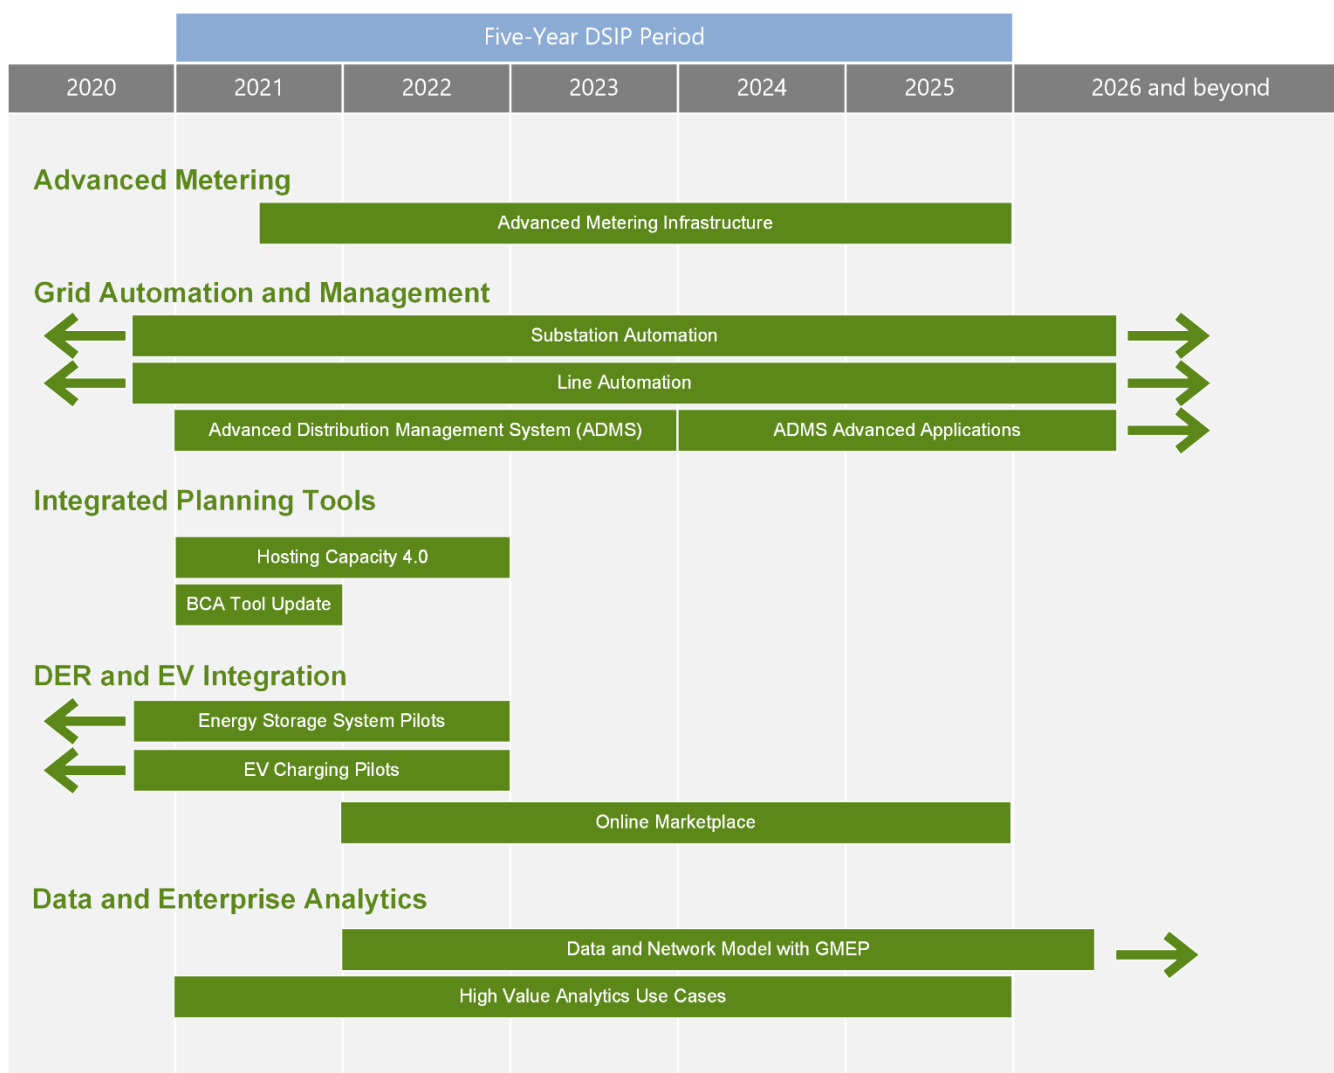 Five-Year DSIP Period
2020 2021 2022 2023 2024 2025 2026 and beyond
Advanced Metering
Advanced Metering Infrastructure
Grid Automation and Management
Substation Automation
Line Automation
Advanced Distribution Management System (ADMS) ADMS Advanced Applications
Integrated Planning Tools
Hosting Capacity 4.0
BCA Tool Update
DER and EV Integration
Energy Storage System Pilots
EV Charging Pilots
Online Marketplace
Data and Enterprise Analytics
Data and Network Model with GMEP
High Value Analytics Use Cases